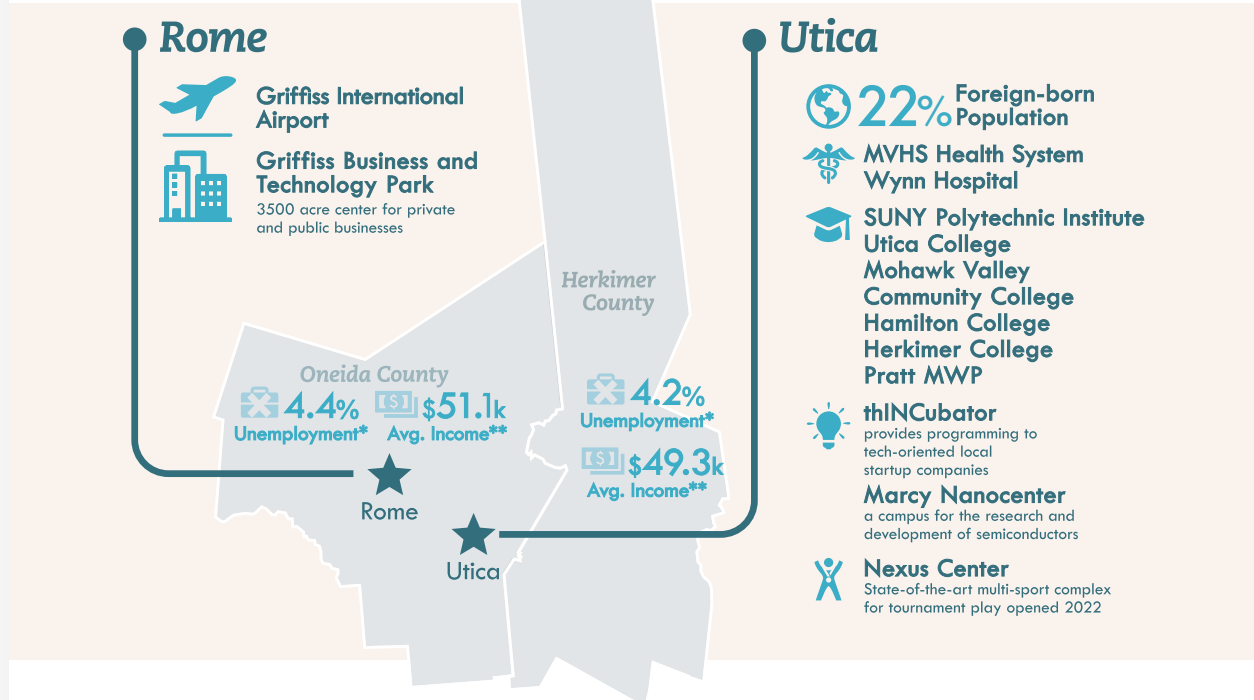 Rome
Griffiss International
Airport
Griffiss Business and
Technology Park
3500 acre center for private
and public businesses
Herkimer
County
Oneida County
4.4%
Unemployment*
$51.1k
Avg. Income**
4.2%
Unemployment*
$49.3k
Avg. Income**
Rome
Utica
Utica
22% Foreign-born
Population
MVHS Health System
Wynn Hospital
SUNY Polytechnic Institute
Utica College
Mohawk Valley
Community College
Hamilton College
Herkimer College
Pratt MWP
thINCubator
provides programming to
tech-oriented local
startup companies
Marcy Nanocenter
a campus for the research and
development of semiconductors
Nexus Center
State-of-the-art multi-sport complex
for tournament play opened 2022